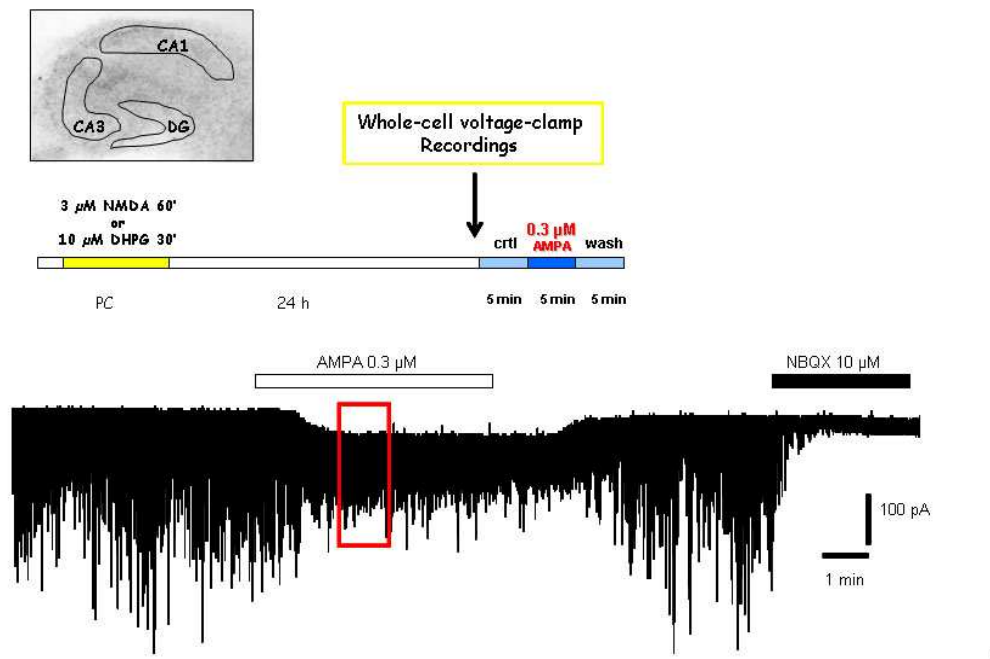 CA1
CA3
DG
Whole-cell voltage-clamp
Recordings
3 µM NMDA 60'
or
10 µM DHPG 30'
crtl
0.3 µM
AMPA
wash
PC
24 h
5 min
5 min
5 min
AMPA 0.3 µM
NBQX 10 µM
100 pA
1 min